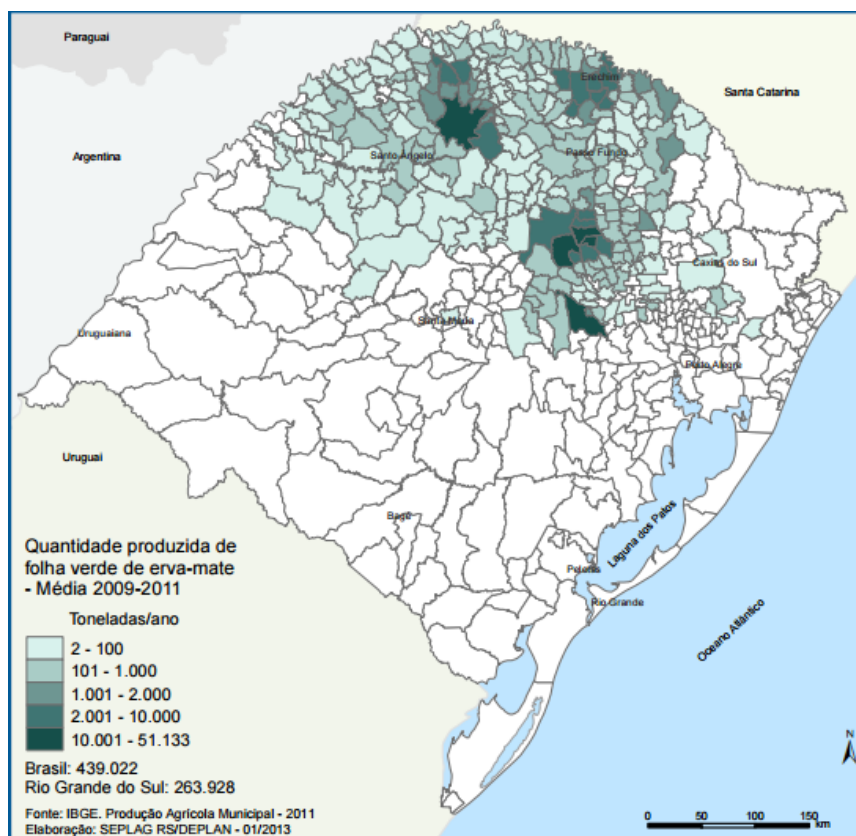 Paraguai
Santa Catarina
Erechim
Argentina
Santo Ângelo
Passo Fundo
Caxias do Sul
Uruguaiana
Santa Maria
Porto Alegre
Uruguai
Bagé
Laguna dos Patos
Pelotas
Rio Grande
Oceano Atlântico
Quantidade produzida de
folha verde de erva-mate
- Média 2009-2011
Toneladas/ano
2 - 100
101 - 1.000
1.001 - 2.000
2.001 - 10.000
10.001 - 51.133
Brasil: 439.022
Rio Grande do Sul: 263.928
Fonte: IBGE. Produção Agrícola Municipal - 2011
Elaboração: SEPLAG RS/DEPLAN - 01/2013
N
0 50 100 150
km